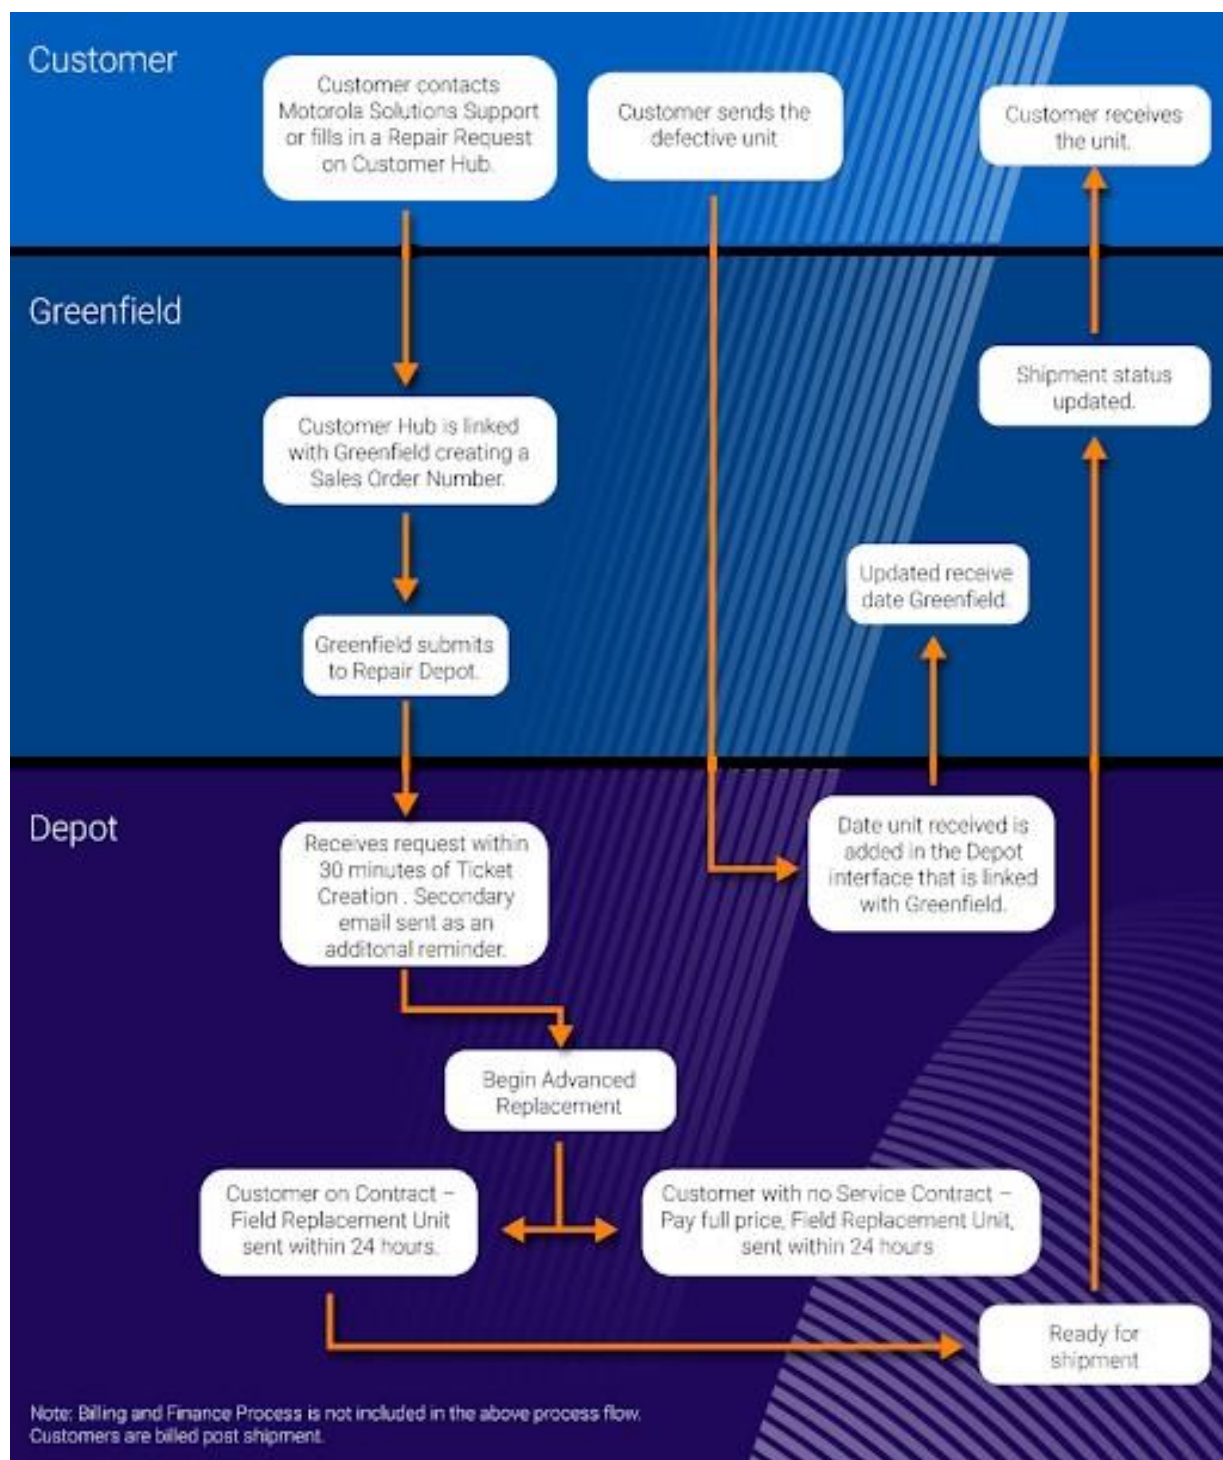 Customer
Customer contacts
Motorola Solutions Support
or fills in a Repair Request
on Customer Hub.
Customer sends the
defective unit
Customer receives
the unit.
Greenfield
Shipment status
updated.
Customer Hub is linked
with Greenfield creating a
Sales Order Number.
Updated receive
date Greenfield.
Greenfield submits
to Repair Depot.
Depot
Receives request within
30 minutes of Ticket
Creation . Secondary
email sent as an
additonal reminder.
Date unit received is
added in the Depot
interface that is linked
with Greenfield.
Begin Advanced
Replacement
Customer on Contract –
Field Replacement Unit
sent within 24 hours.
Customer with no Service Contract –
Pay full price, Field Replacement Unit,
sent within 24 hours
Ready for
shipment
Note: Billing and Finance Process is not included in the above process flow.
Customers are billed post shipment.